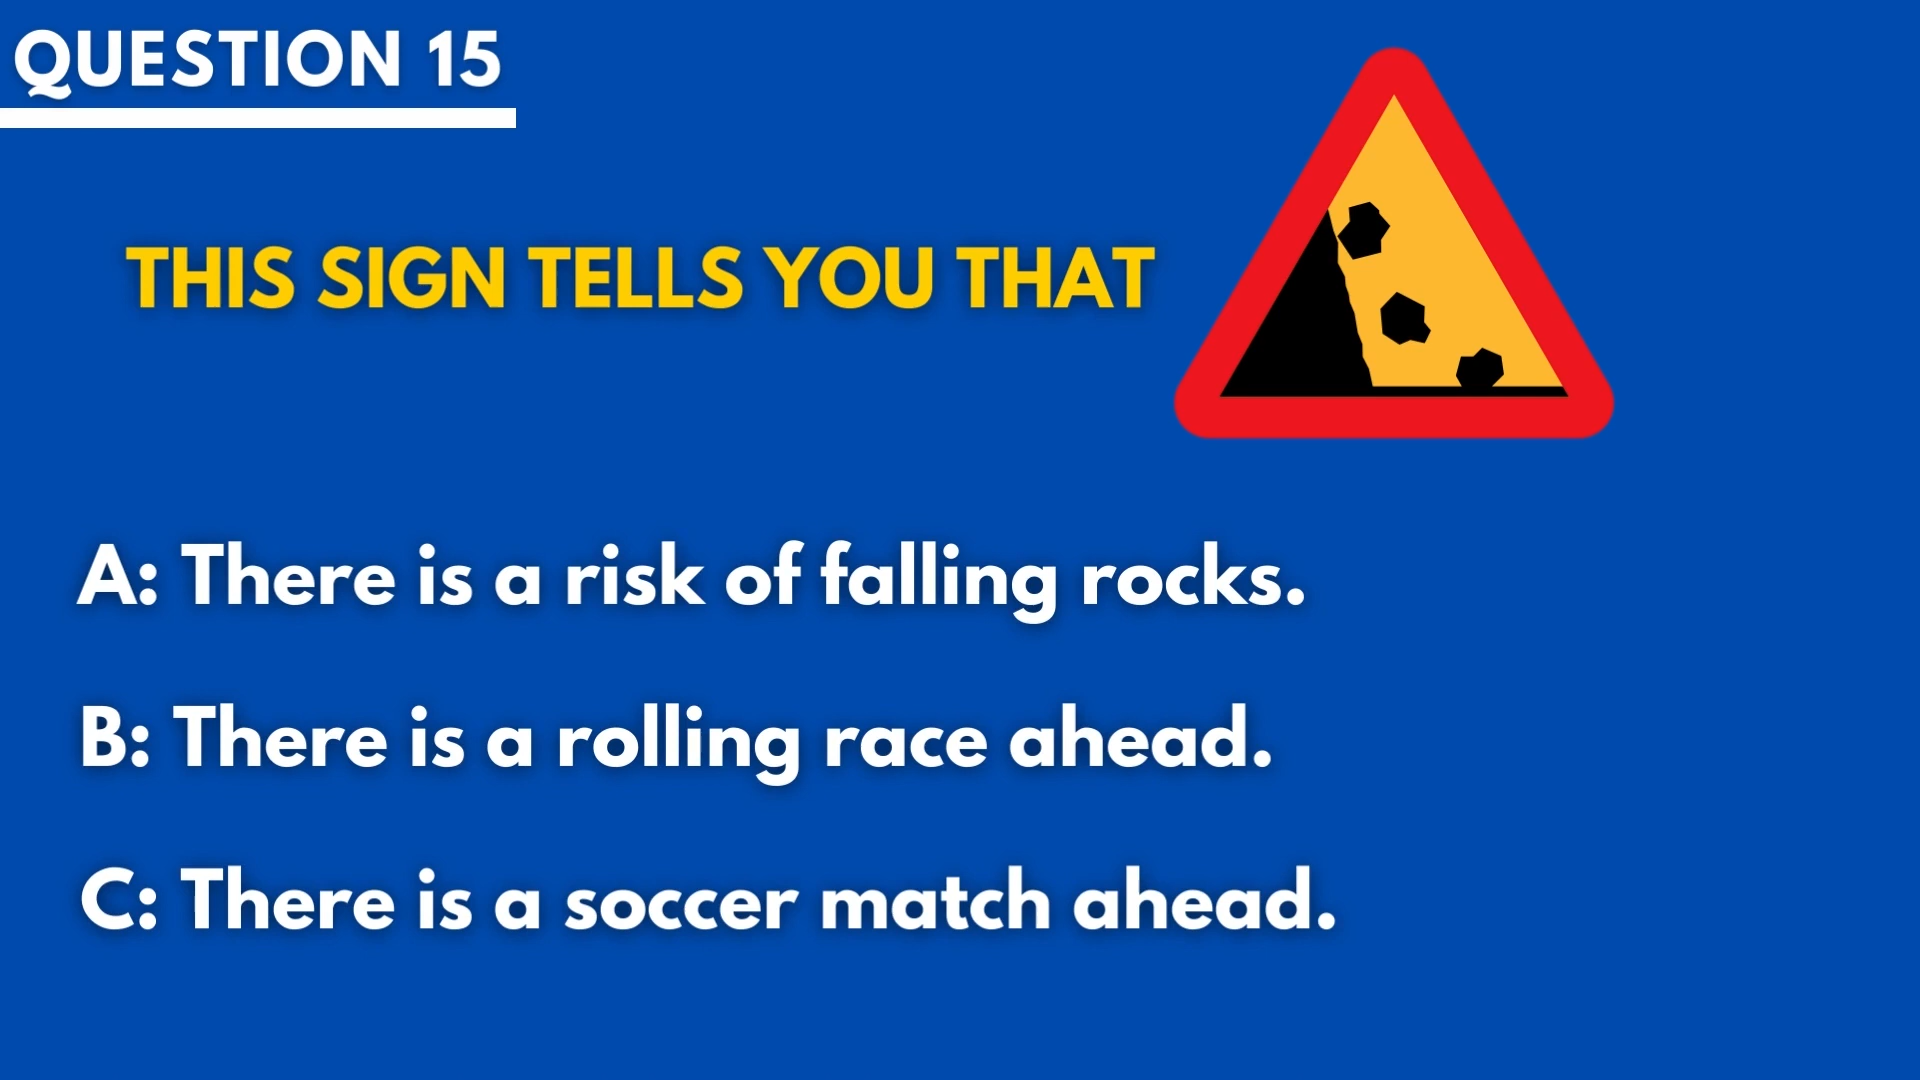 QUESTION 15
THIS SIGN TELLS YOU THAT
A: There is a risk of falling rocks.
B: There is a rolling race ahead.
C: There is a soccer match ahead.